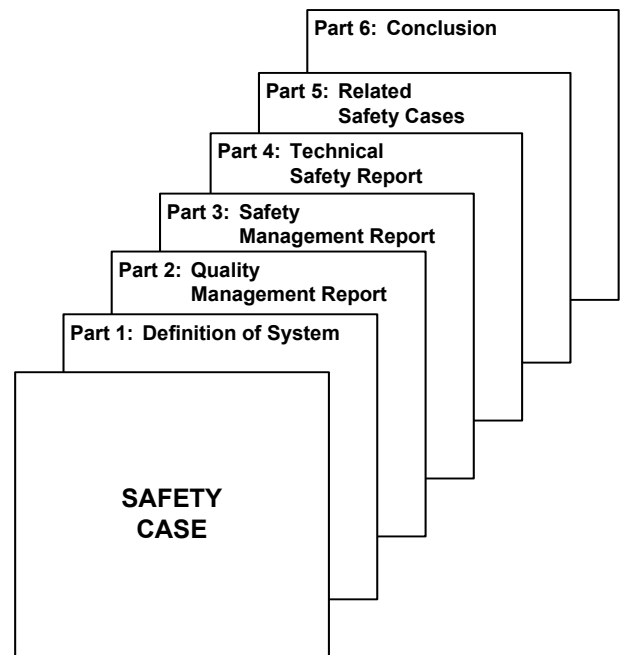 Part 6: Conclusion
Part 5: Related
Safety Cases
Part 4: Technical
Safety Report
Part 3: Safety
Management Report
Part 2: Quality
Management Report
Part 1: Definition of System
SAFETY
CASE